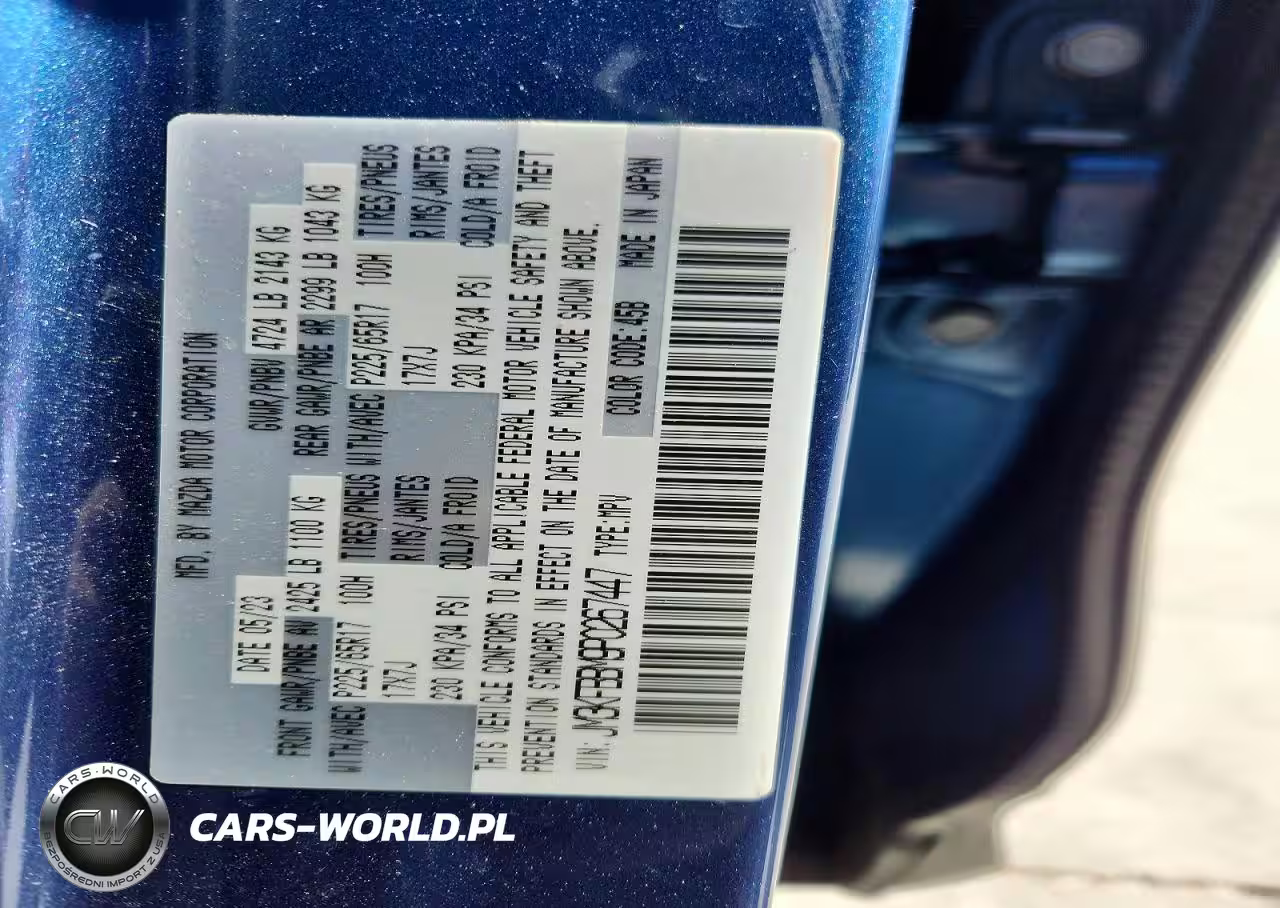 MFD. BY MAZDA MOTOR CORPORATION
DATE 05/23 GVWR/PNBV 4724 LB 2143 KG
FRONT GAWR/PNBE AV 2425 LB 1100 KG REAR GAWR/PNBE AR 2299 LB 1043 KG
WITH/AVEC P225/65R17 100H TIRES/PNEUS WITH/AVEC P225/65R17 100H TIRES/PNEUS
17X7J RIMS/JANTES 17X7J RIMS/JANTES
230 KPA/34 PSI COLD/A FROID 230 KPA/34 PSI COLD/A FROID
THIS VEHICLE CONFORMS TO ALL APPLICABLE FEDERAL MOTOR VEHICLE SAFETY AND THEFT
PREVENTION STANDARDS IN EFFECT ON THE DATE OF MANUFACTURE SHOWN ABOVE.
VIN: JM3KFBBM9P0267447 TYPE:MPV COLOR CODE:45B MADE IN JAPAN
CARS-WORLD
CW
BEZPOŚREDNI IMPORT Z USA
CARS-WORLD.PL